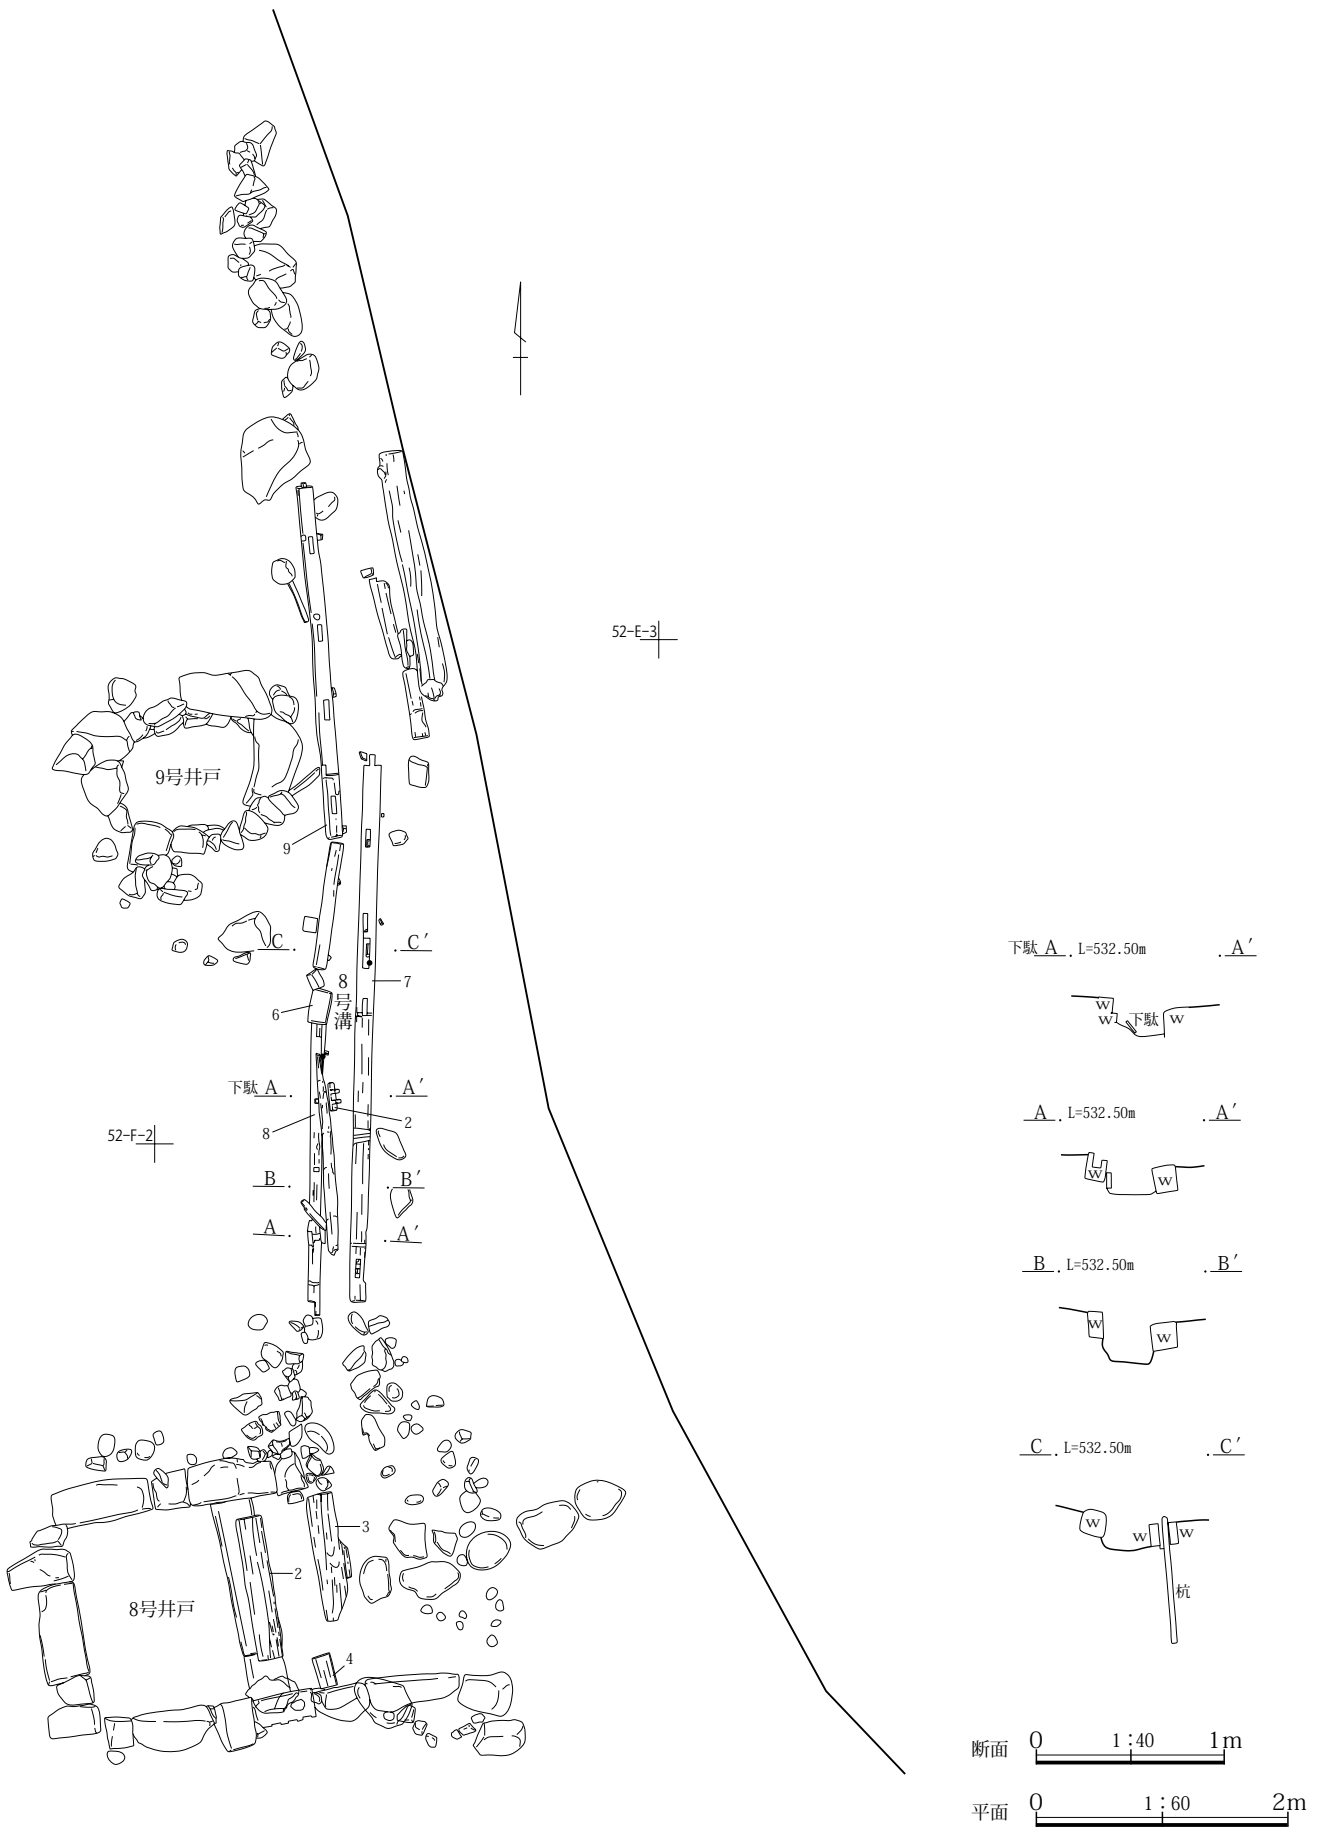 52-E-3
9号井戸
9
C . . C′
8号溝
7
6
下駄 A . . A′
2
8
52-F-2
B . . B′
A . . A′
3
2
8号井戸
4
下駄 A . L=532.50m . A′
W
W
下駄
W
A . L=532.50m . A′
W
W
B . L=532.50m . B′
W
W
C . L=532.50m . C′
W
W
W
杭
断面 0 1:40 1m
平面 0 1:60 2m